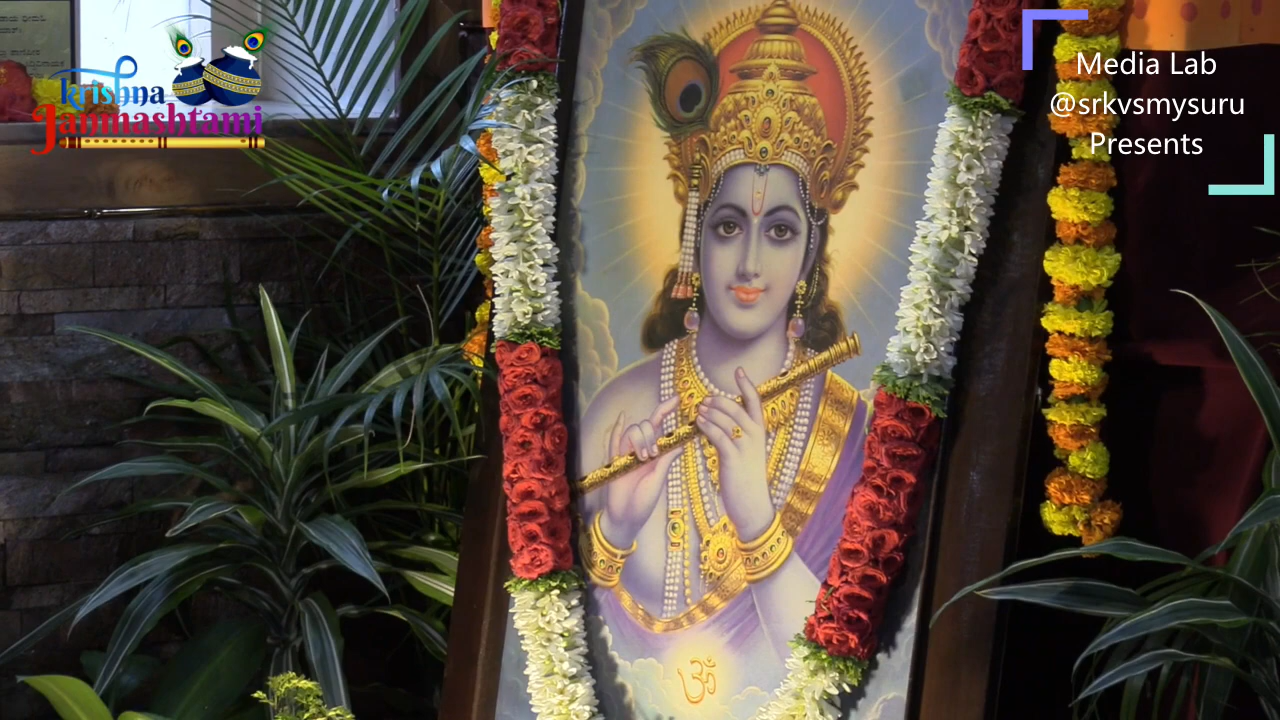 krishna
Janmashtami
Media Lab
@srkvsmysuru
Presents
ॐ